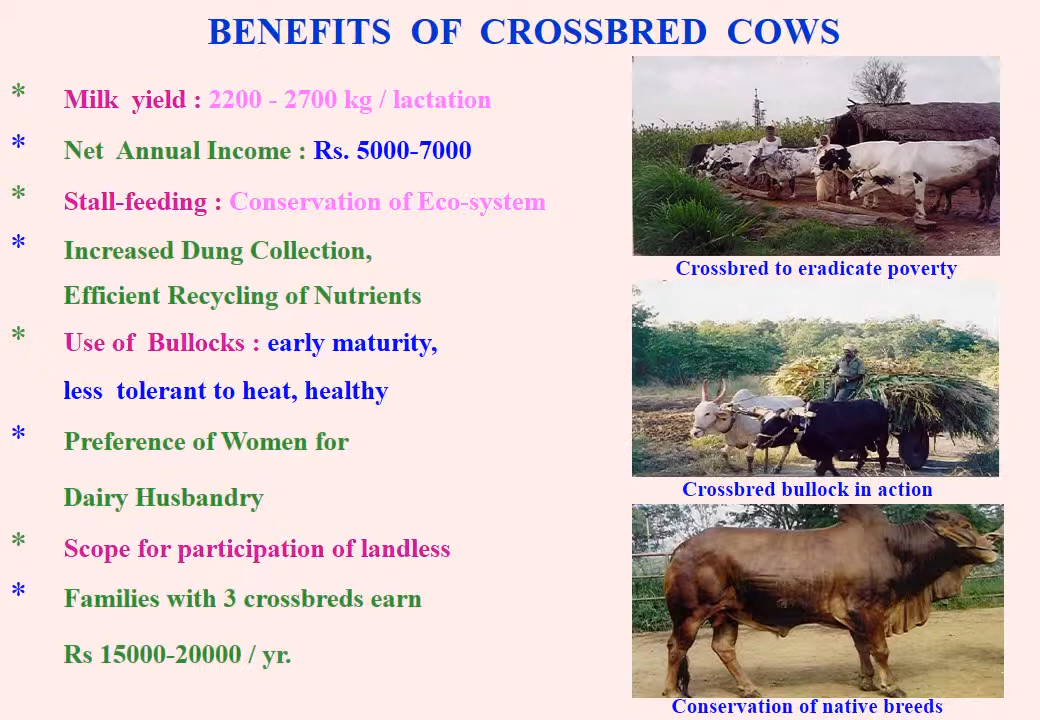 BENEFITS OF CROSSBRED COWS
* Milk yield : 2200 - 2700 kg / lactation
* Net Annual Income : Rs. 5000-7000
* Stall-feeding : Conservation of Eco-system
* Increased Dung Collection,
Efficient Recycling of Nutrients
* Use of Bullocks : early maturity,
less tolerant to heat, healthy
* Preference of Women for
Dairy Husbandry
* Scope for participation of landless
* Families with 3 crossbreds earn
Rs 15000-20000 / yr.
Crossbred to eradicate poverty
Crossbred bullock in action
Conservation of native breeds